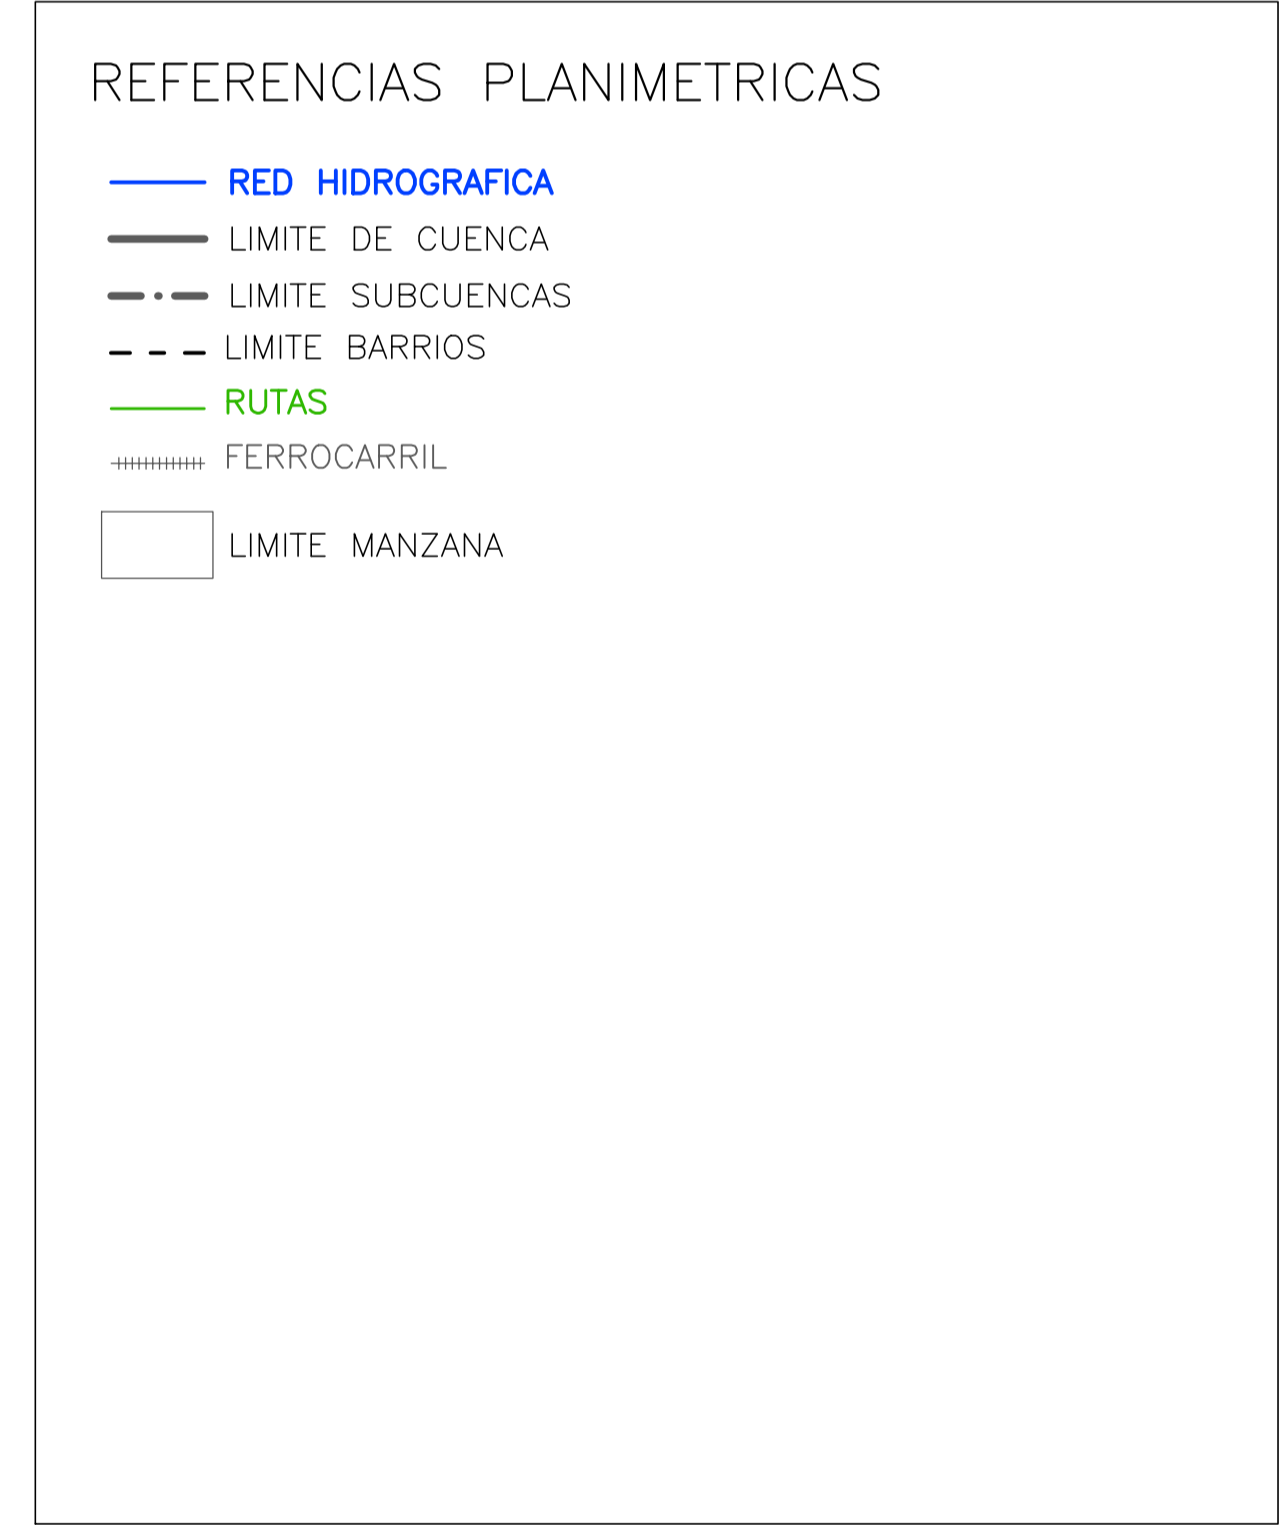 REFERENCIAS PLANIMETRICAS
RED HIDROGRAFICA
LIMITE DE CUENCA
LIMITE SUBCUENCAS
LIMITE BARRIOS
RUTAS
FERROCARRIL
LIMITE MANZANA